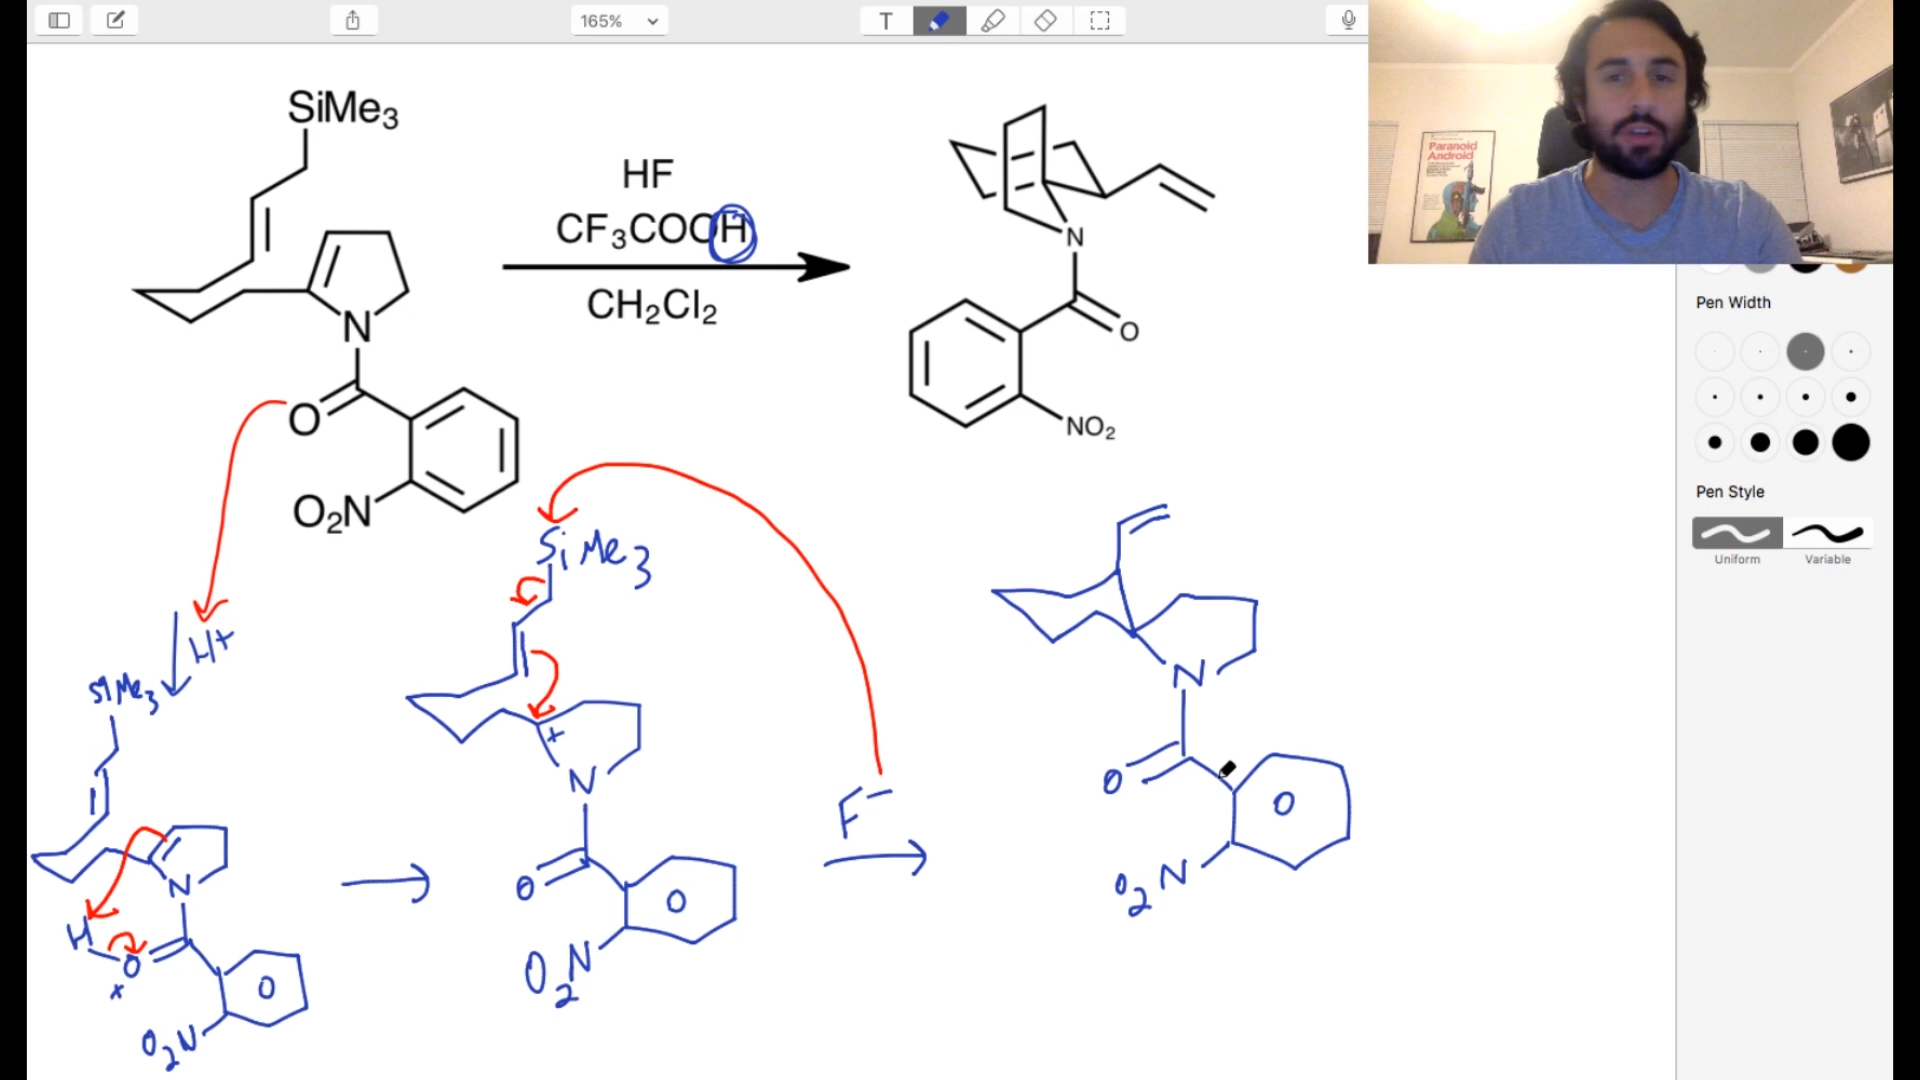 165%
T
SiMe3
HF
CF3COOH
CH2Cl2
N
O
O2N
N
O
NO2
Paranoid
Android
Pen Width
Pen Style
Uniform
Variable
H+
SiMe3
N
H
O
+
O2N
SiMe3
+
N
O
O
O2N
F-
N
O
O
O2N